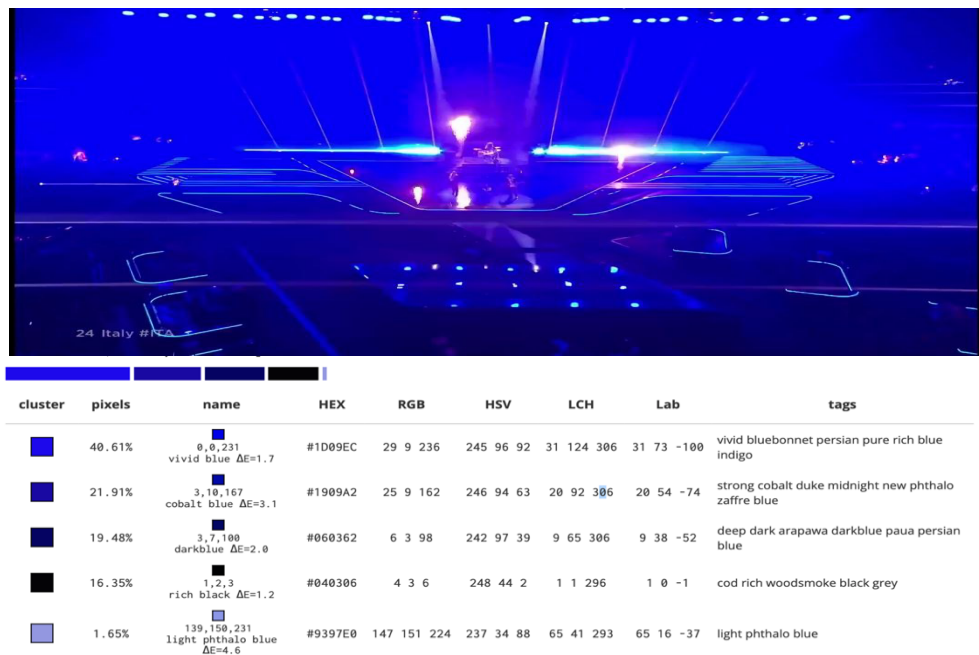 24 Italy #ITA
cluster pixels name HEX RGB HSV LCH Lab tags
40.61% 0,0,231 vivid blue ΔE=1.7 #1D09EC 29 9 236 245 96 92 31 124 306 31 73 -100 vivid bluebonnet persian pure rich blue indigo
21.91% 3,10,167 cobalt blue ΔE=3.1 #1909A2 25 9 162 246 94 63 20 92 306 20 54 -74 strong cobalt duke midnight new phthalo zaffre blue
19.48% 3,7,100 darkblue ΔE=2.0 #060362 6 3 98 242 97 39 9 65 306 9 38 -52 deep dark arapawa darkblue paua persian blue
16.35% 1,2,3 rich black ΔE=1.2 #040306 4 3 6 248 44 2 1 1 296 1 0 -1 cod rich woodsmoke black grey
1.65% 139,150,231 light phthalo blue ΔE=4.6 #9397E0 147 151 224 237 34 88 65 41 293 65 16 -37 light phthalo blue